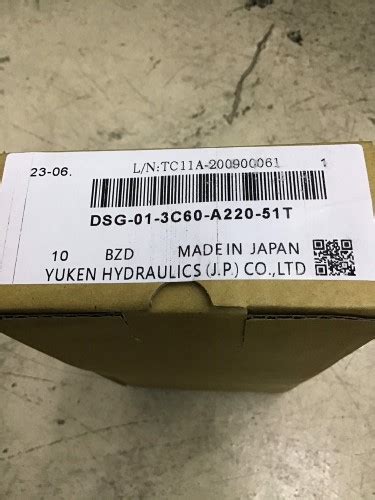 L/N:TC11A-200900061 1
23-06.
DSG-01-3C60-A220-51T
10 BZD MADE IN JAPAN
YUKEN HYDRAULICS (J.P.) CO.,LTD